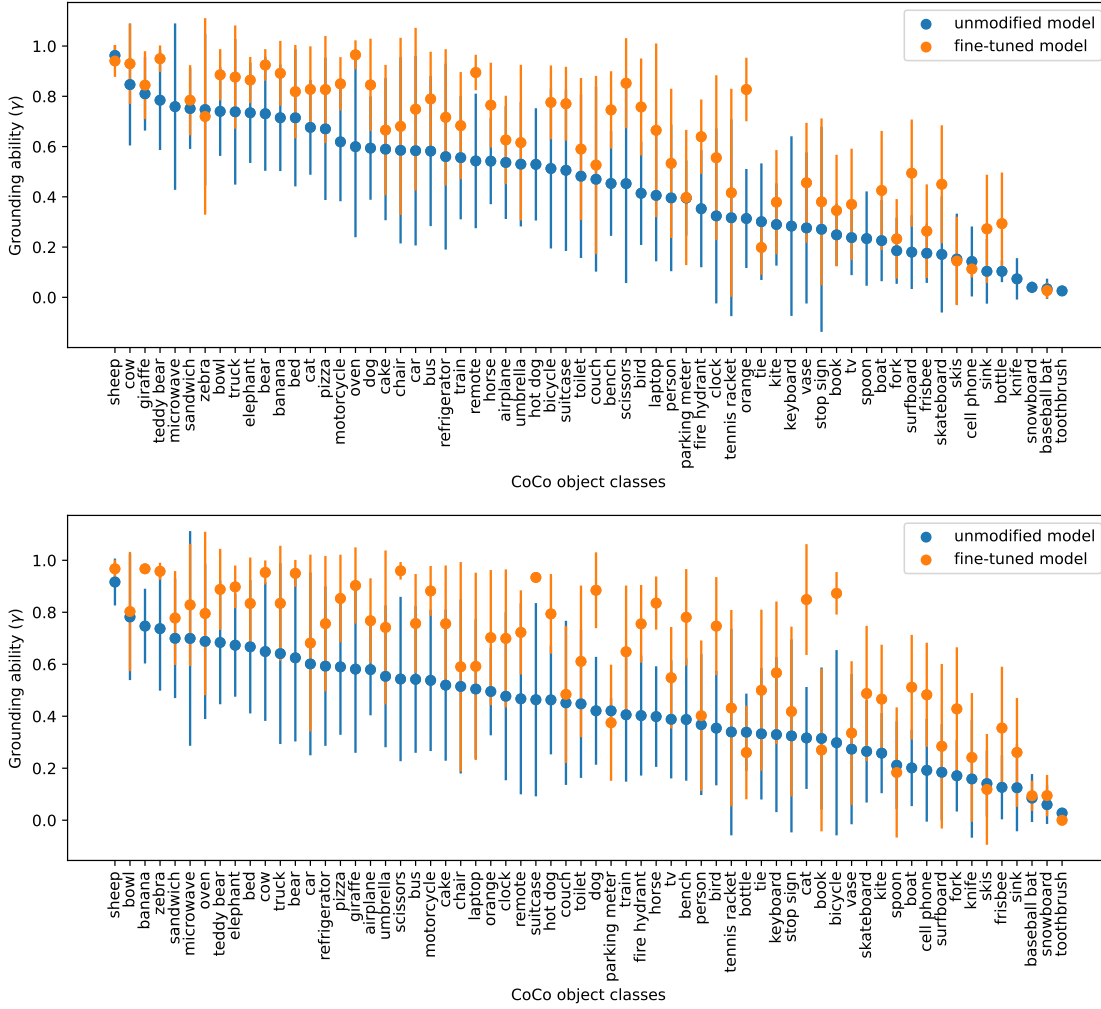 unmodified model
fine-tuned model
Grounding ability (γ)
1.0
0.8
0.6
0.4
0.2
0.0
sheep
cow
giraffe
teddy bear
microwave
sandwich
zebra
bowl
truck
elephant
bear
banana
bed
cat
pizza
motorcycle
oven
dog
cake
chair
car
bus
refrigerator
train
remote
horse
airplane
umbrella
hot dog
bicycle
suitcase
toilet
couch
bench
scissors
bird
laptop
person
parking meter
fire hydrant
clock
tennis racket
orange
tie
kite
keyboard
vase
stop sign
book
tv
spoon
boat
fork
surfboard
frisbee
skateboard
skis
cell phone
sink
bottle
knife
snowboard
baseball bat
toothbrush
CoCo object classes
unmodified model
fine-tuned model
Grounding ability (γ)
1.0
0.8
0.6
0.4
0.2
0.0
sheep
bowl
banana
zebra
sandwich
microwave
oven
teddy bear
elephant
bed
cow
truck
bear
car
refrigerator
pizza
giraffe
airplane
umbrella
scissors
bus
motorcycle
cake
chair
laptop
orange
clock
remote
suitcase
hot dog
couch
toilet
dog
parking meter
train
fire hydrant
horse
tv
bench
person
bird
tennis racket
bottle
tie
keyboard
stop sign
cat
book
bicycle
vase
skateboard
kite
spoon
boat
cell phone
surfboard
fork
knife
skis
frisbee
sink
baseball bat
snowboard
toothbrush
CoCo object classes